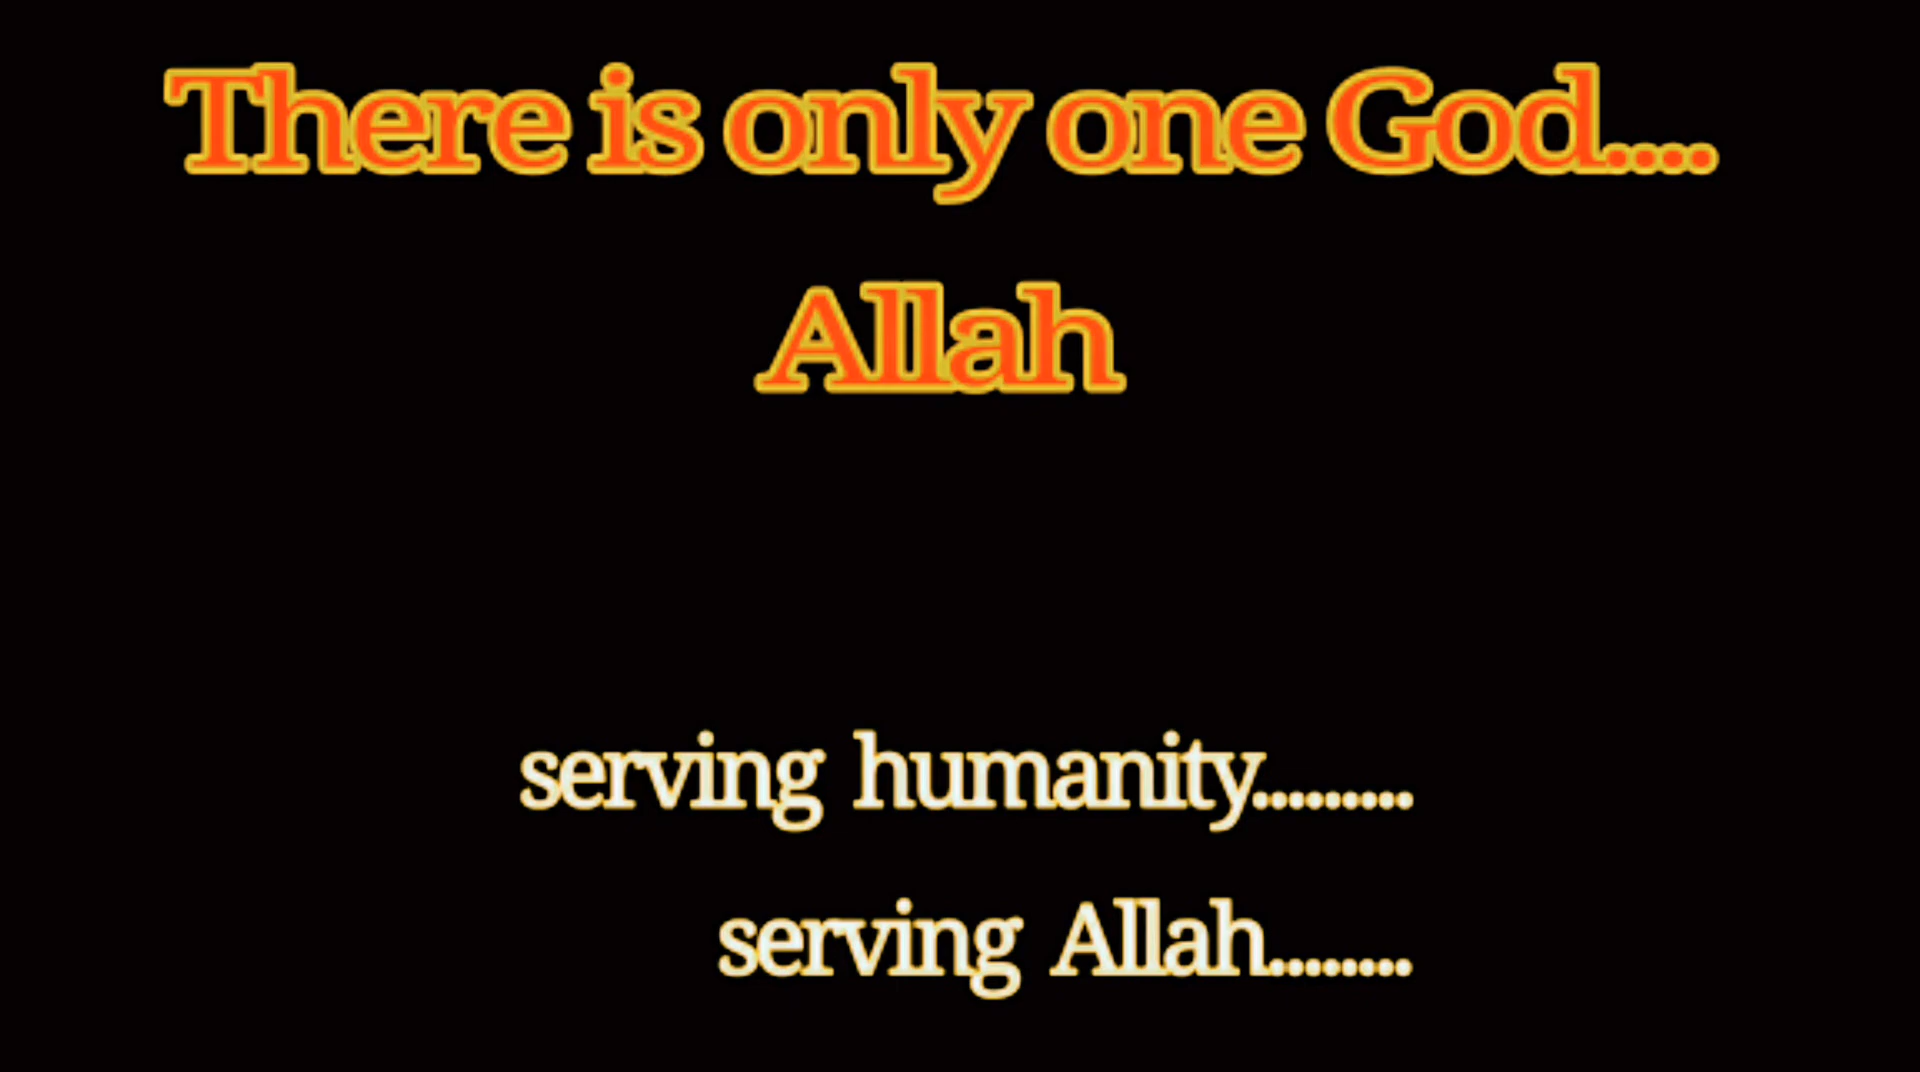 There is only one God....
Allah
serving humanity.........
serving Allah........